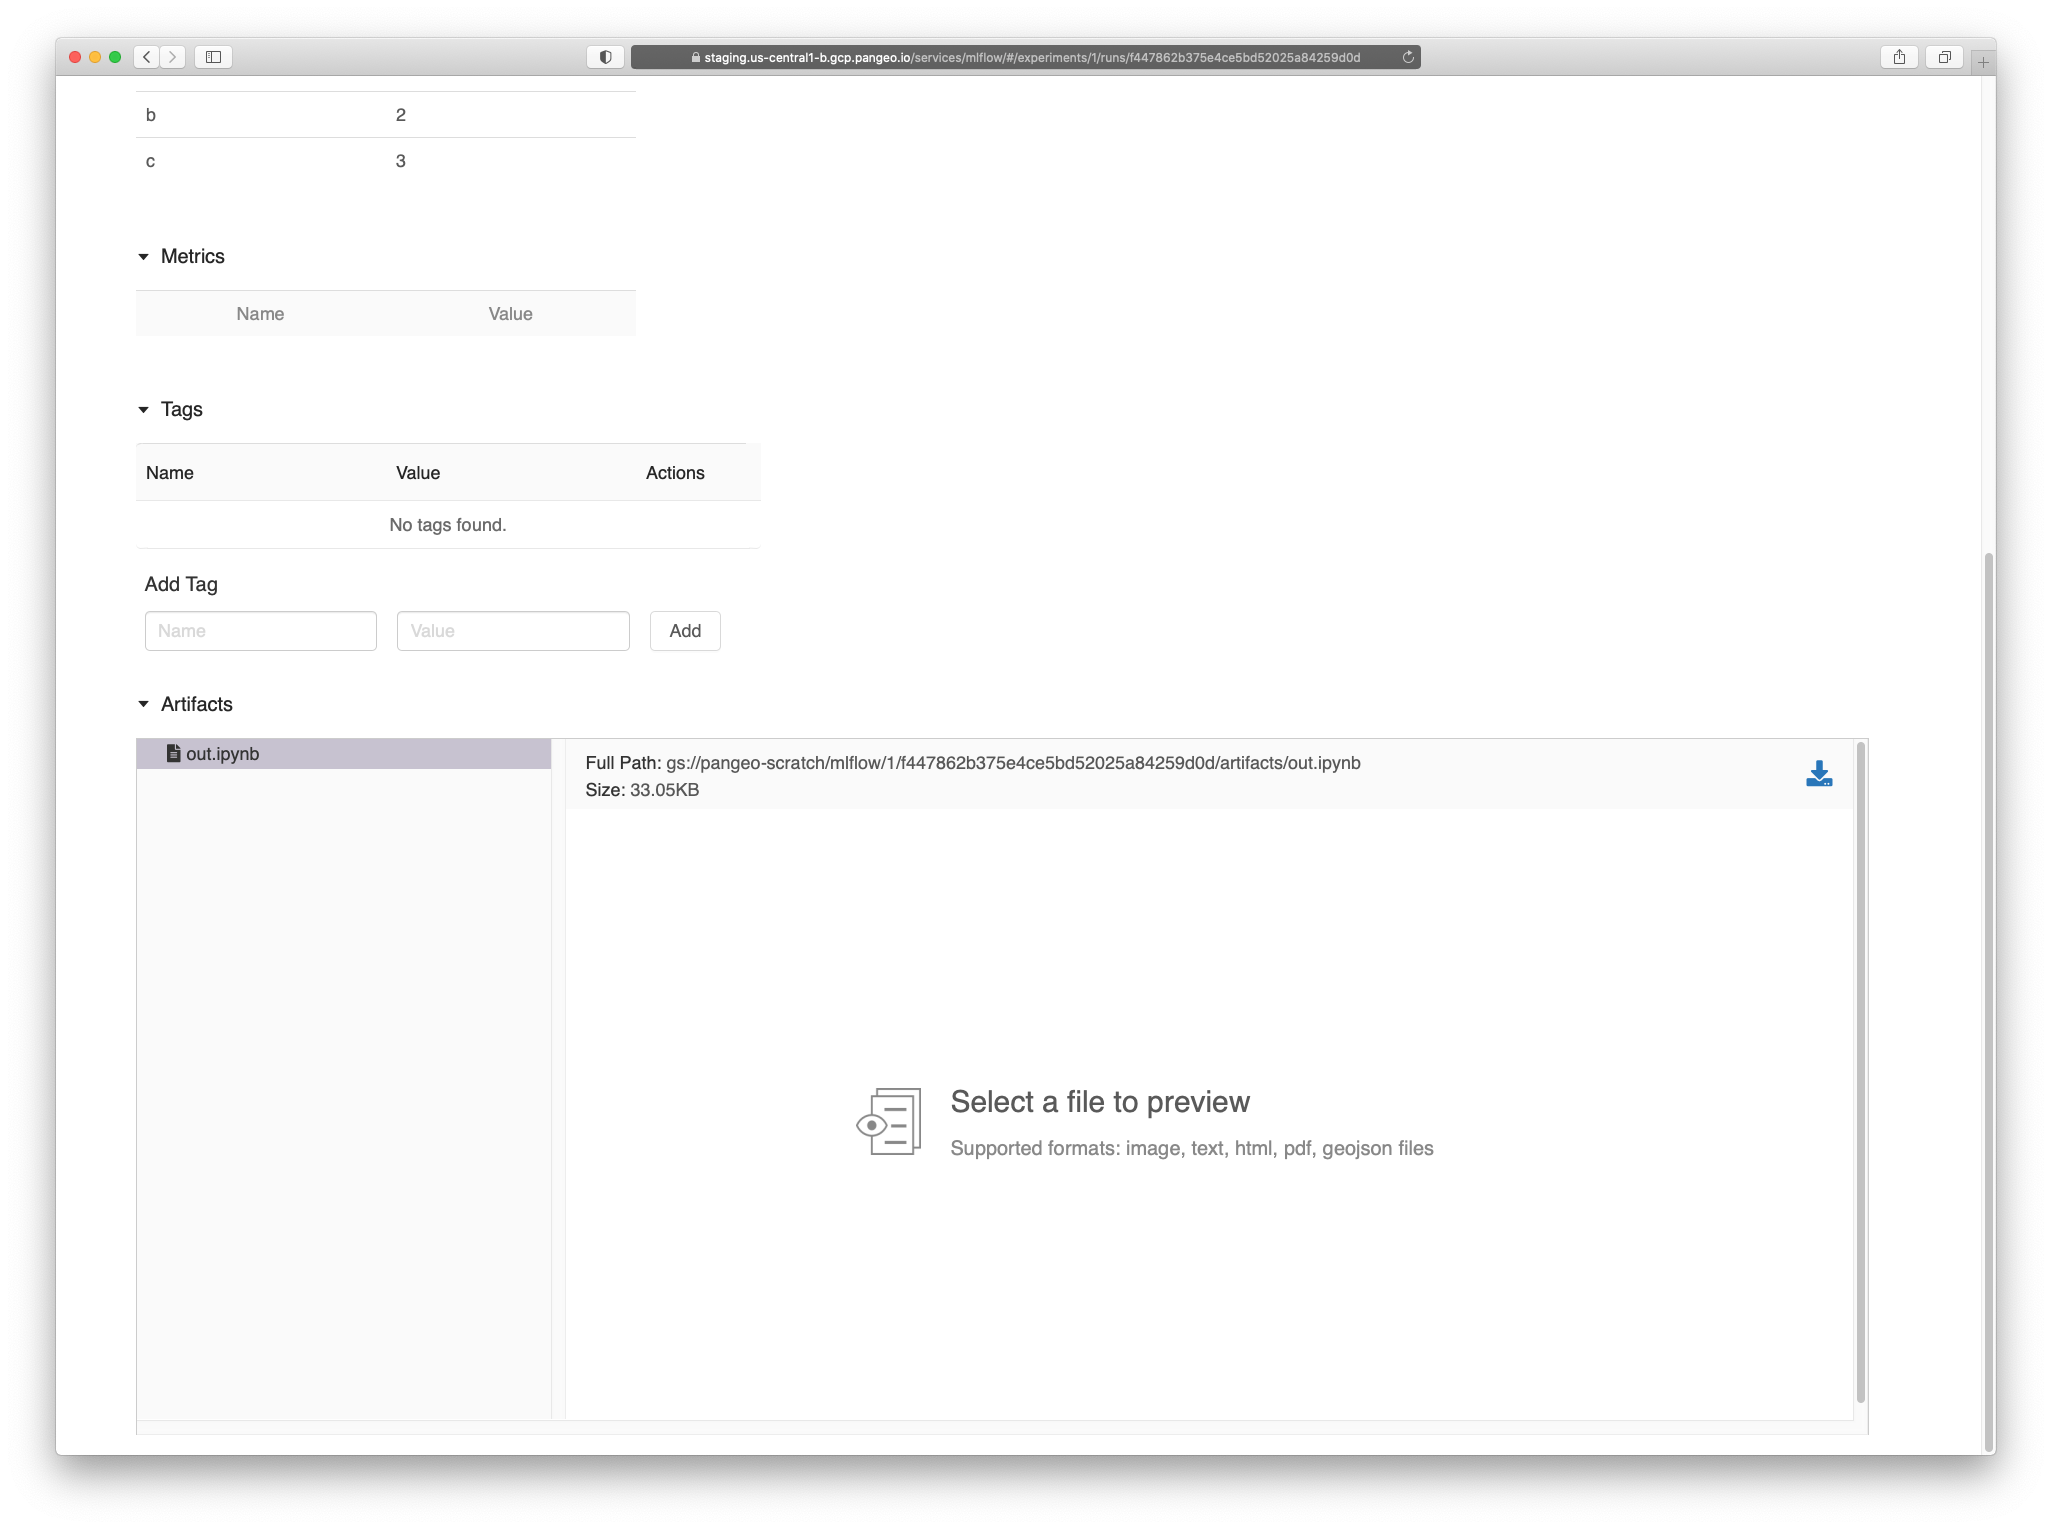 staging.us-central1-b.gcp.pangeo.io/services/mlflow/#/experiments/1/runs/f447862b375e4ce5bd52025a84259d0d
b 2
c 3
Metrics
Name Value
Tags
Name Value Actions
No tags found.
Add Tag
Name Value Add
Artifacts
out.ipynb
Full Path: gs://pangeo-scratch/mlflow/1/f447862b375e4ce5bd52025a84259d0d/artifacts/out.ipynb
Size: 33.05KB
Select a file to preview
Supported formats: image, text, html, pdf, geojson files